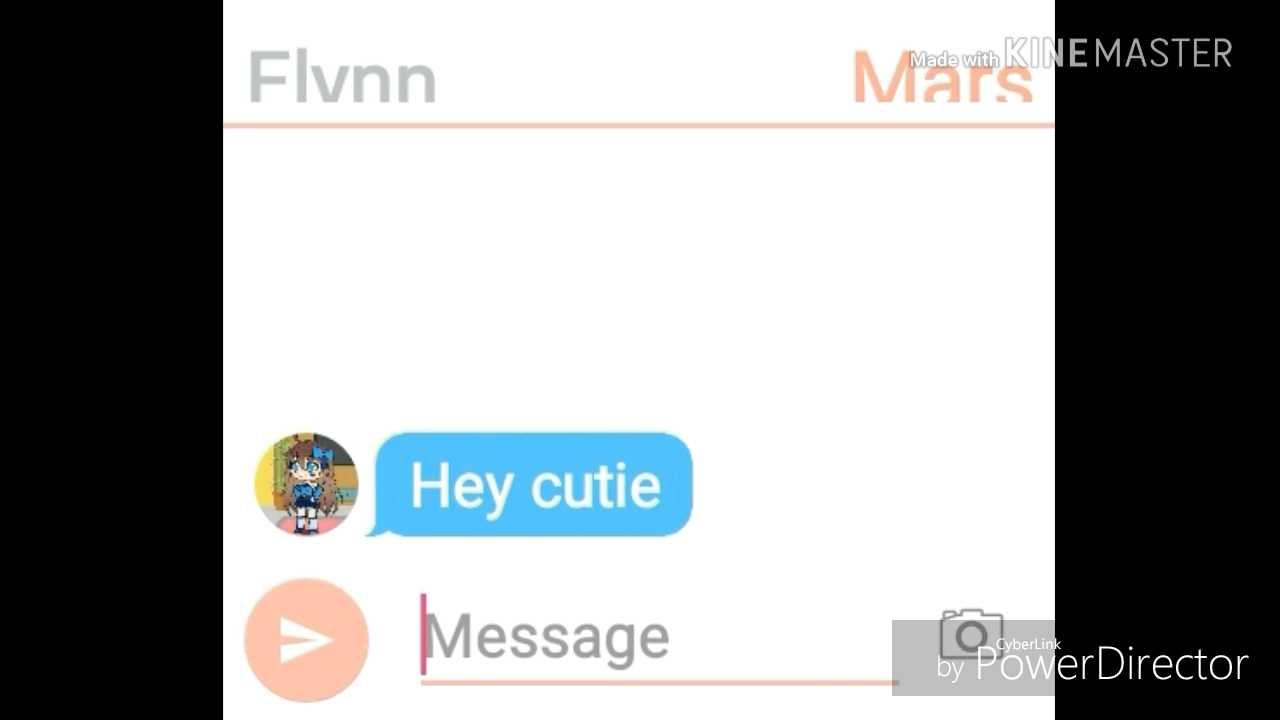 Flynn
Mars
Made with KINEMASTER
Hey cutie
Message
CyberLink
by PowerDirector